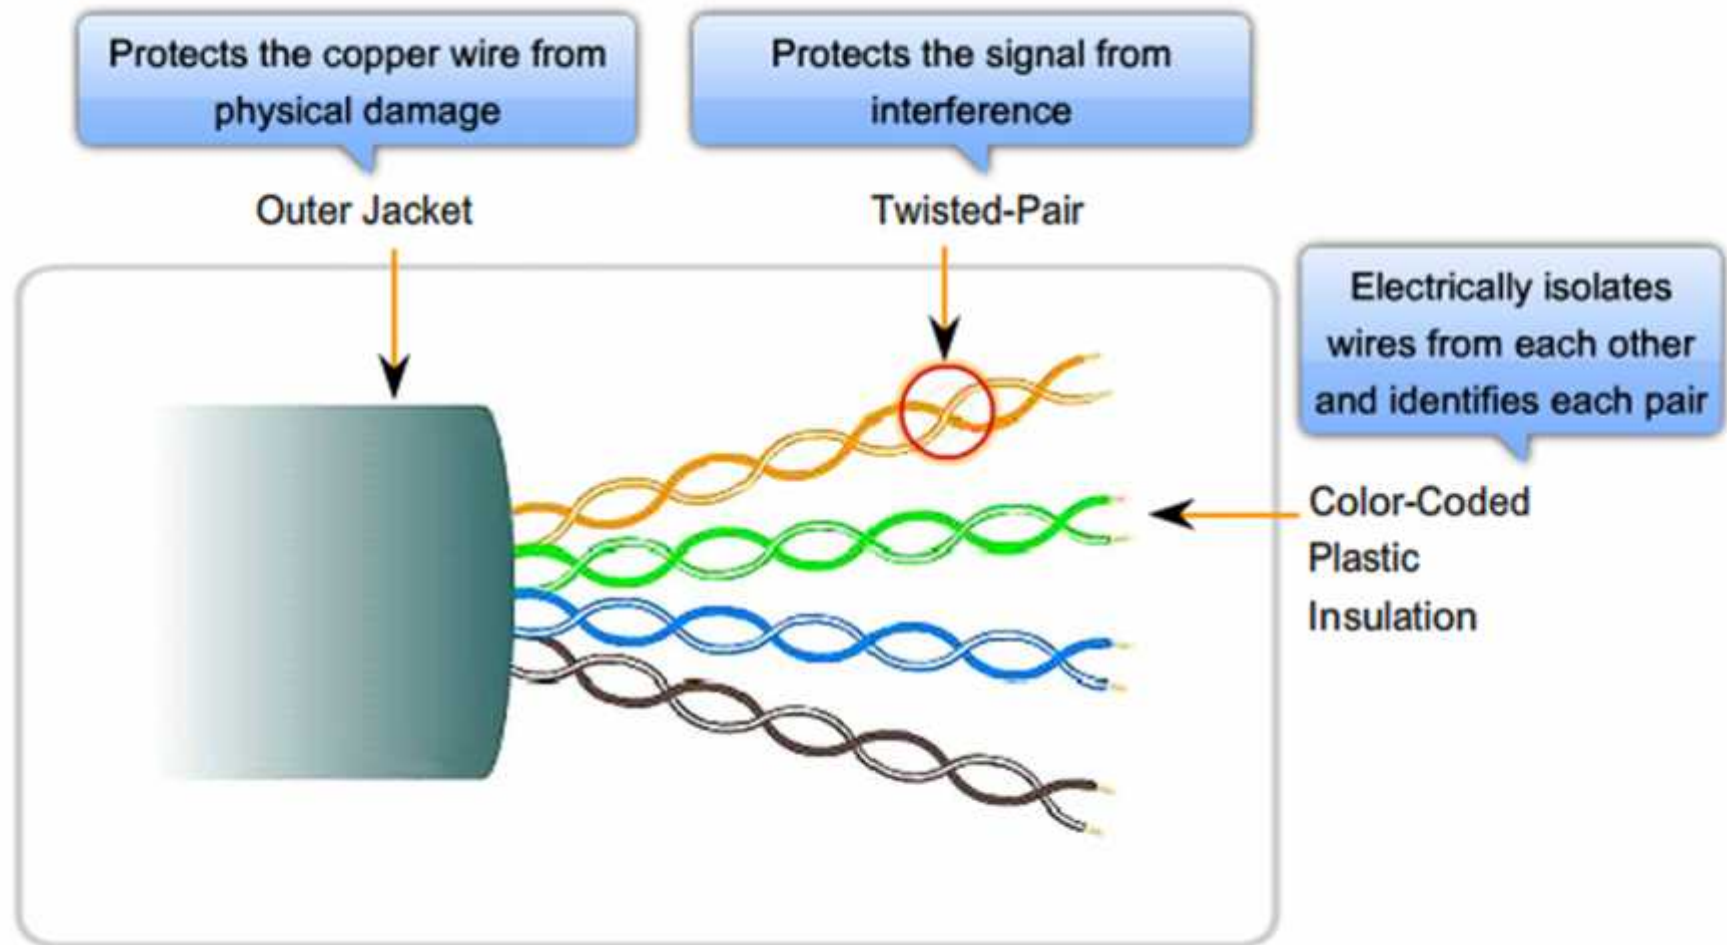 Protects the copper wire from
physical damage
Protects the signal from
interference
Outer Jacket
Twisted-Pair
Electrically isolates
wires from each other
and identifies each pair
Color-Coded
Plastic
Insulation